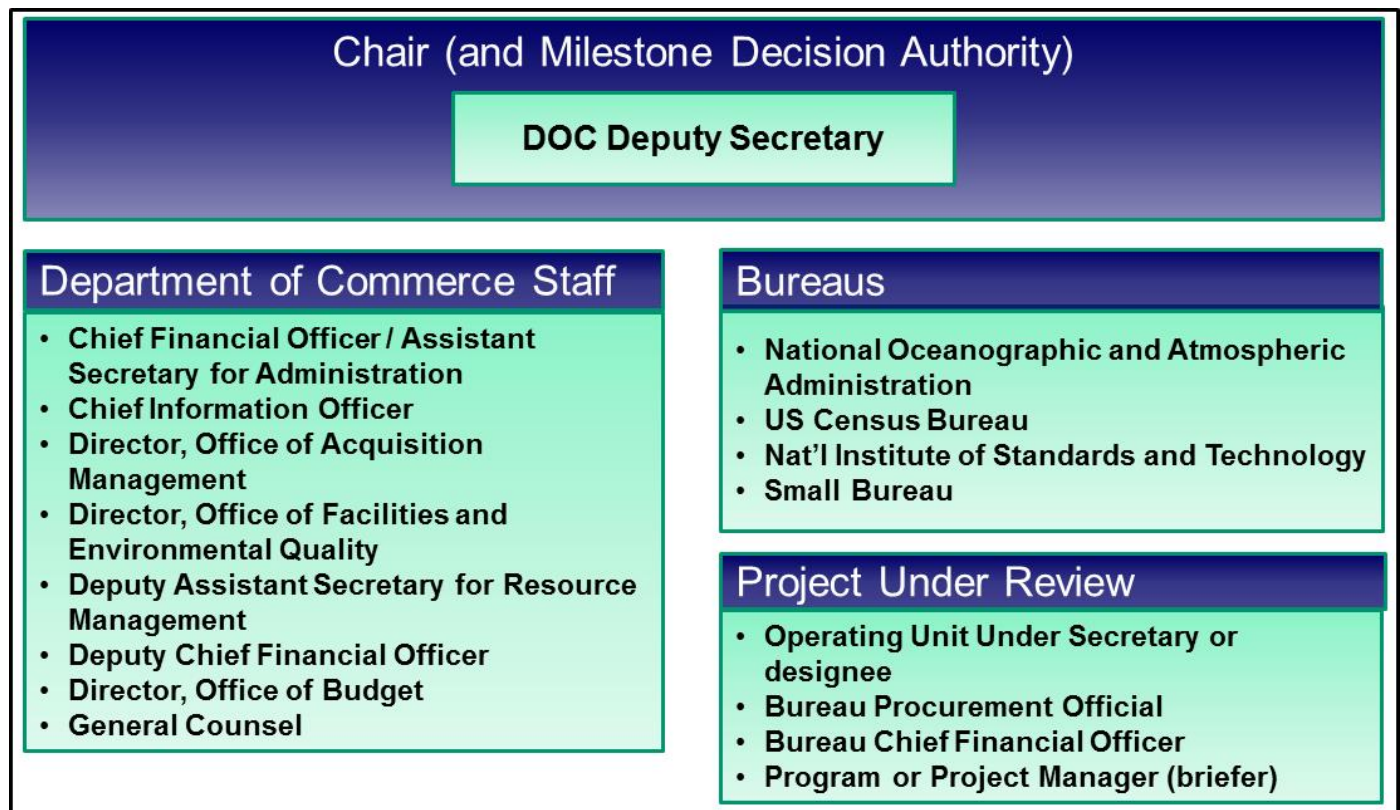 Chair (and Milestone Decision Authority)
DOC Deputy Secretary
Department of Commerce Staff
• Chief Financial Officer / Assistant
Secretary for Administration
• Chief Information Officer
• Director, Office of Acquisition
Management
• Director, Office of Facilities and
Environmental Quality
• Deputy Assistant Secretary for Resource
Management
• Deputy Chief Financial Officer
• Director, Office of Budget
• General Counsel
Bureaus
• National Oceanographic and Atmospheric
Administration
• US Census Bureau
• Nat’l Institute of Standards and Technology
• Small Bureau
Project Under Review
• Operating Unit Under Secretary or
designee
• Bureau Procurement Official
• Bureau Chief Financial Officer
• Program or Project Manager (briefer)